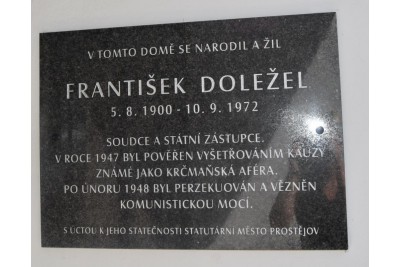 V TOMTO DOMĚ SE NARODIL A ŽIL
FRANTIŠEK DOLEŽEL
5. 8. 1900 - 10. 9. 1972
SOUDCE A STÁTNÍ ZÁSTUPCE.
V ROCE 1947 BYL POVĚŘEN VYŠETŘOVÁNÍM KAUZY
ZNÁMÉ JAKO KRČMAŇSKÁ AFÉRA.
PO ÚNORU 1948 BYL PERZEKUOVÁN A VĚZNĚN
KOMUNISTICKOU MOCÍ.
S ÚCTOU K JEHO STATEČNOSTI STATUTÁRNÍ MĚSTO PROSTĚJOV